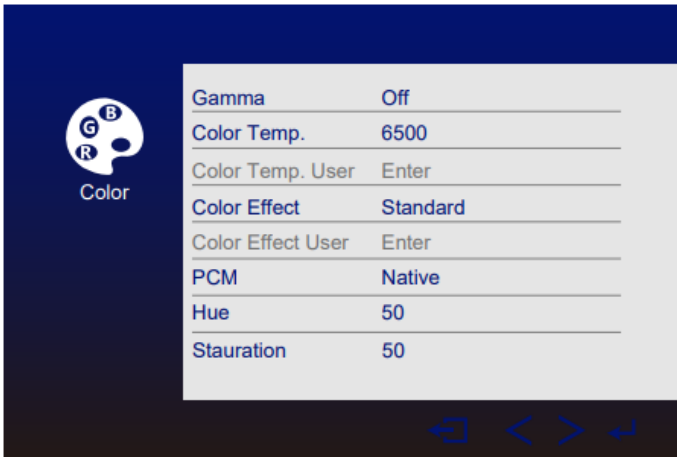 B
G
R
Color
Gamma Off
Color Temp. 6500
Color Temp. User Enter
Color Effect Standard
Color Effect User Enter
PCM Native
Hue 50
Stauration 50